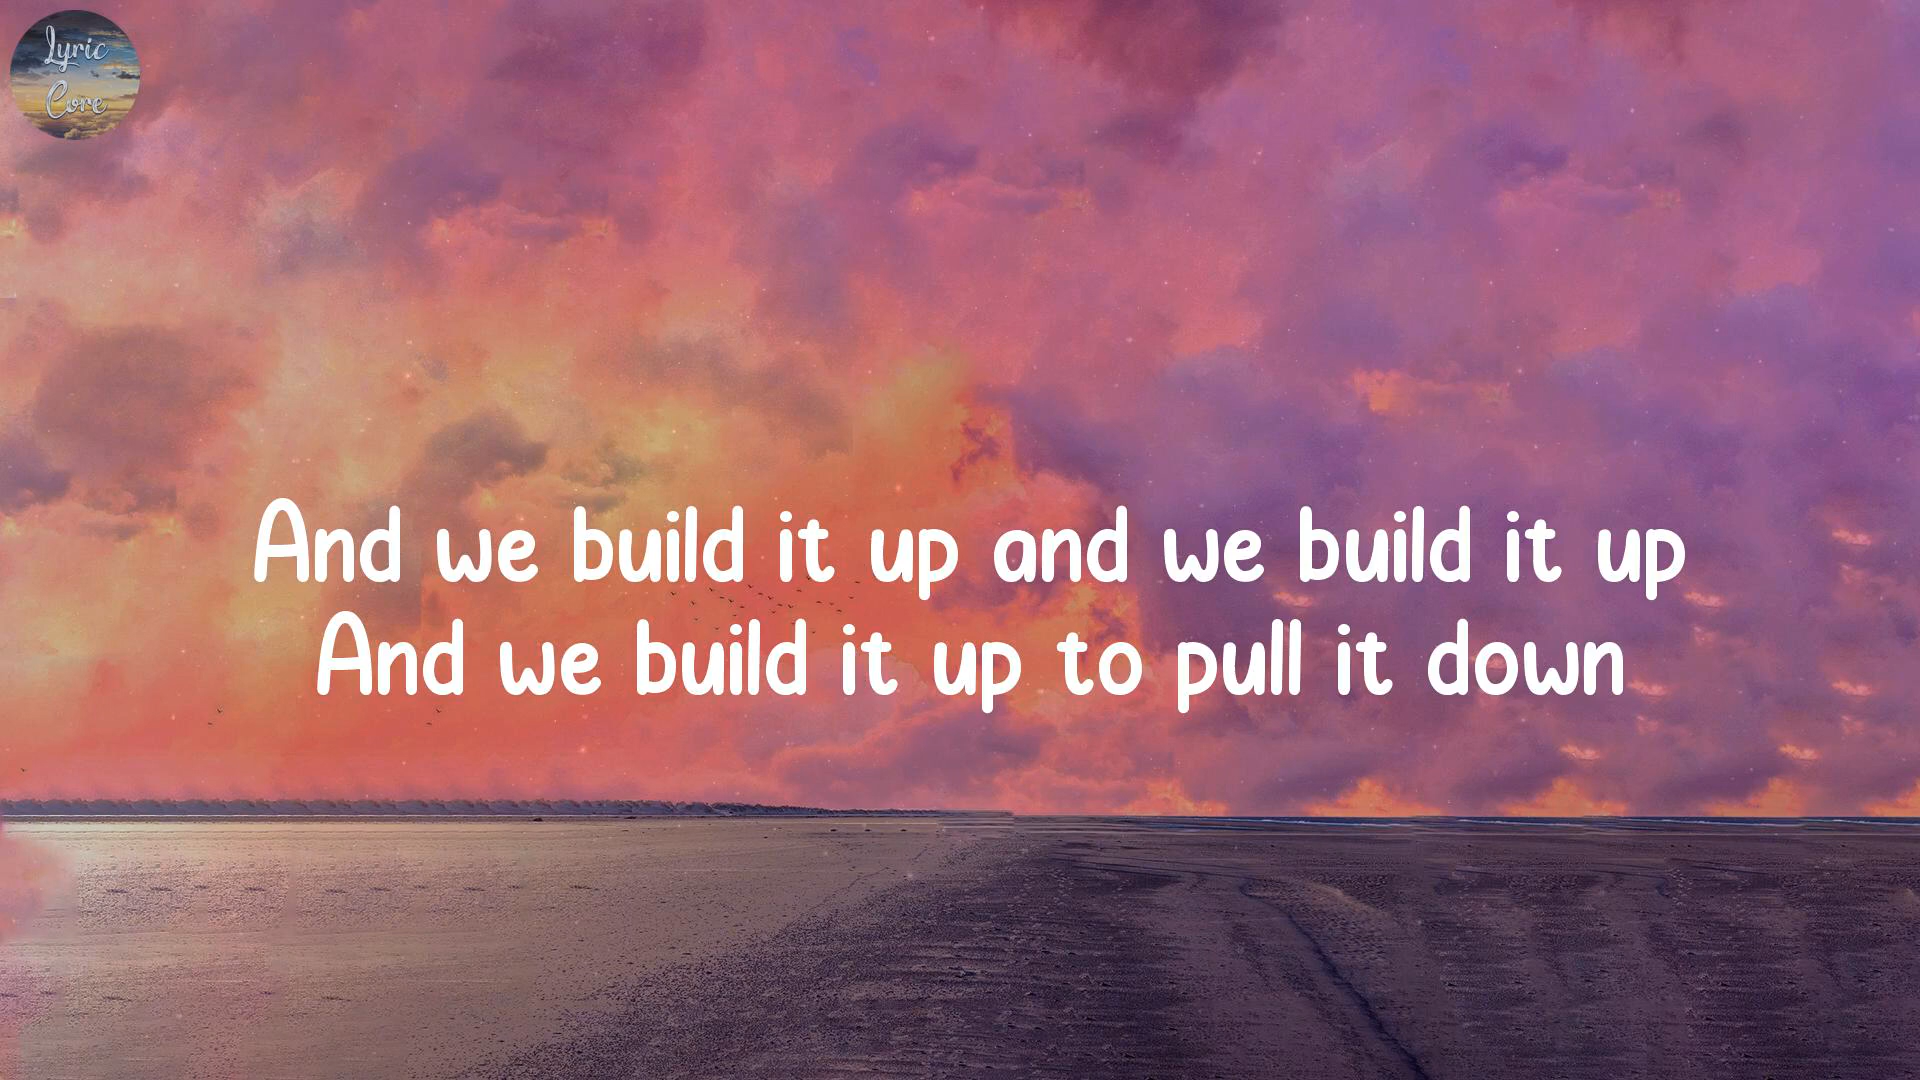 Lyric
Core
And we build it up and we build it up
And we build it up to pull it down